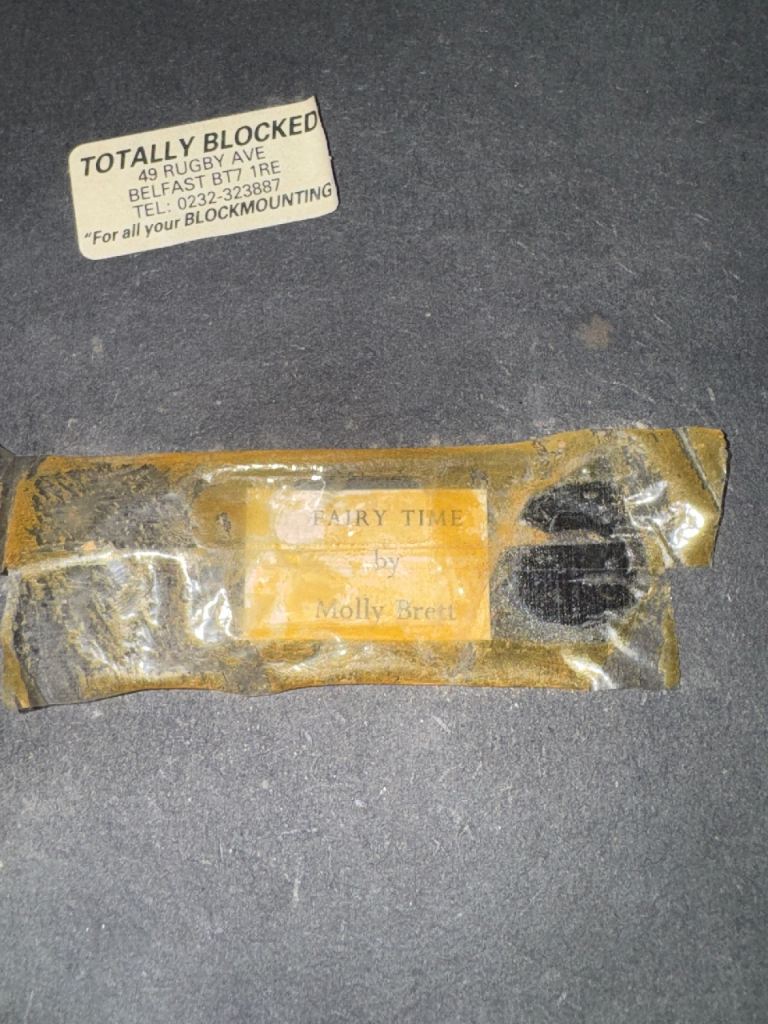 TOTALLY BLOCKED
49 RUGBY AVE
BELFAST BT7 1RE
TEL: 0232-323887
"For all your BLOCKMOUNTING
FAIRY TIME
by
Molly Brett